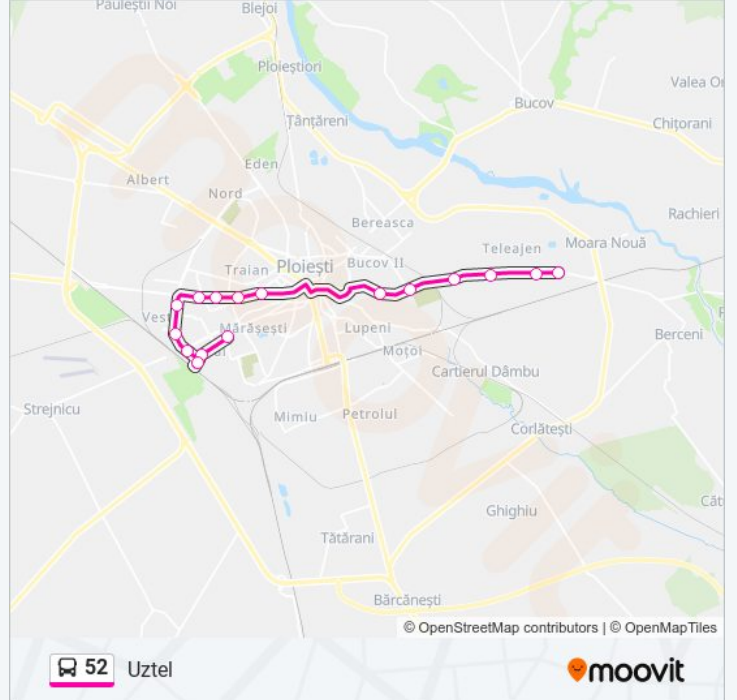 Păuleștii Noi
Blejoi
Ploieștiori
Valea O
Bucov
Chițorani
Țânțăreni
Eden
Albert
Nord
Rachieri
Bereasca
Teleajen
Moara Nouă
Traian
Ploiești
Bucov II
Vest
Mărășești
Lupeni
Berceni
Moțoi
Cartierul Dâmbu
Strejnicu
Mimiu
Petrolul
Corlătești
Căt
Ghighiu
Tătărani
Bărcănești
© OpenStreetMap contributors | © OpenMapTiles
52 Uztel
moovit